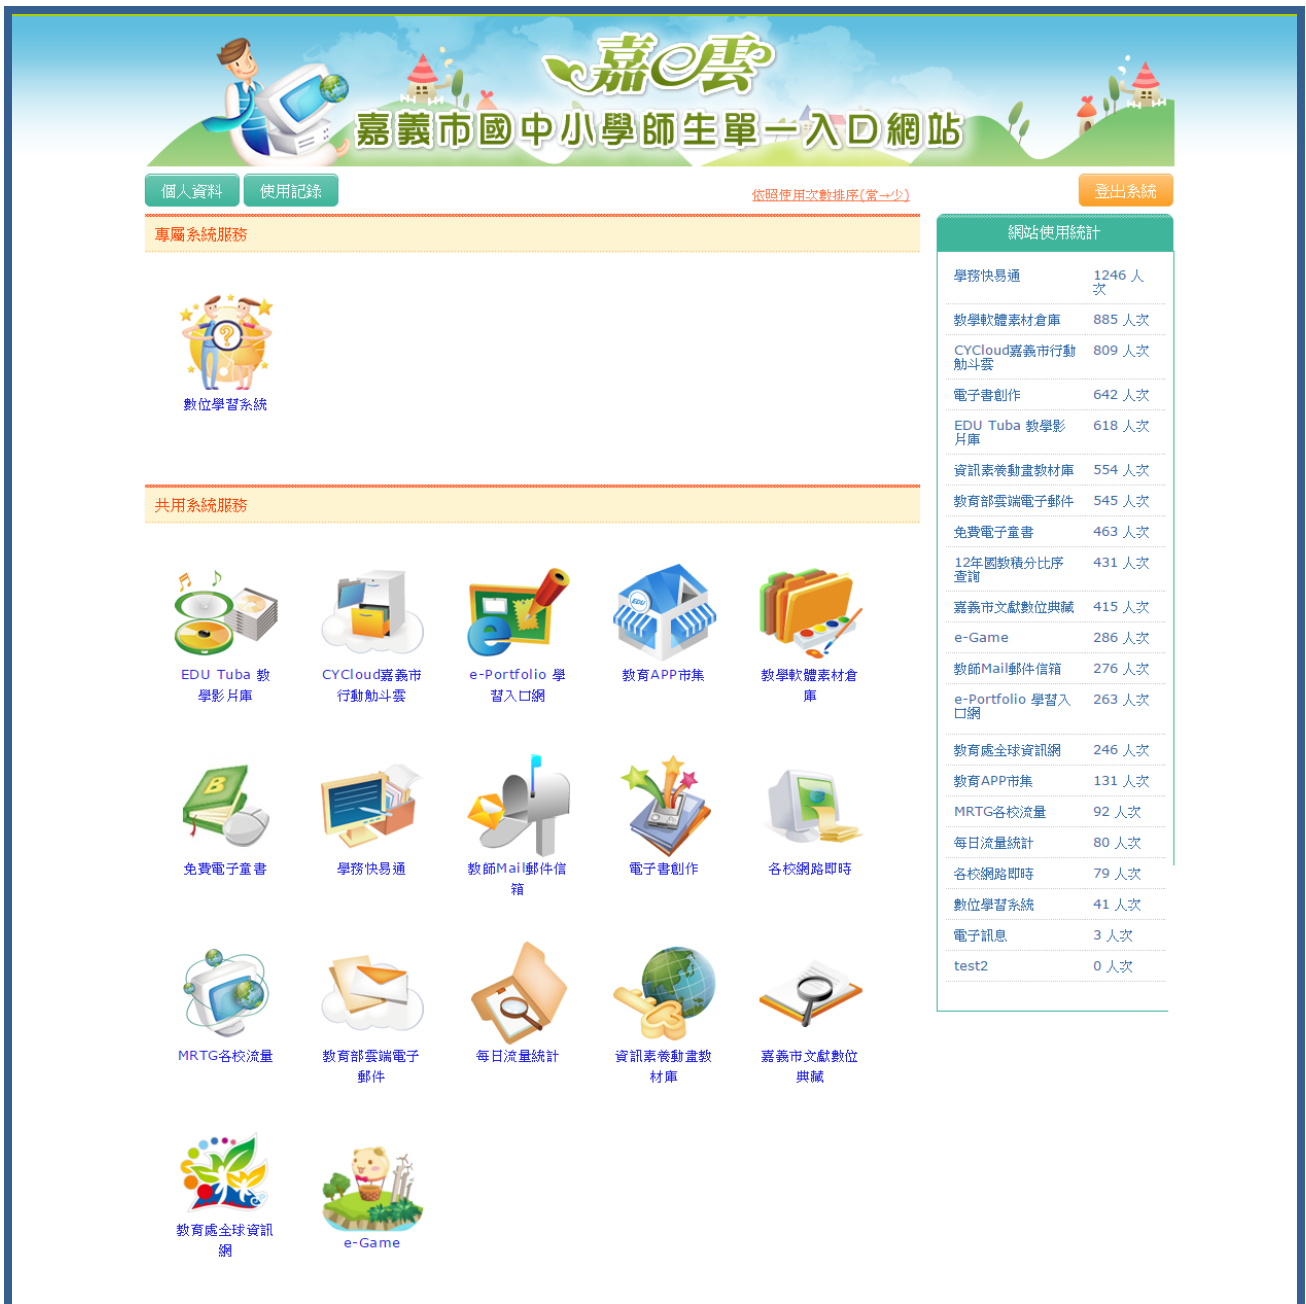 嘉e雲
嘉義市國中小學師生單一入口網站
個人資料
使用記錄
依照使用次數排序(常→少)
登出系統
專屬系統服務
數位學習系統
共用系統服務
EDU Tuba 教
學影片庫
CYCloud嘉義市
行動觔斗雲
e-Portfolio 學
習入口網
EDU
教育APP市集
教學軟體素材倉
庫
B
免費電子童書
學務快易通
教師Mail郵件信
箱
電子書創作
各校網路即時
MRTG各校流量
教育部雲端電子
郵件
每日流量統計
資訊素養動畫教
材庫
嘉義市文獻數位
典藏
教育處全球資訊
網
e-Game
網站使用統計
學務快易通 1246 人
次
教學軟體素材倉庫 885 人次
CYCloud嘉義市行動 809 人次
觔斗雲
電子書創作 642 人次
EDU Tuba 教學影 618 人次
片庫
資訊素養動畫教材庫 554 人次
教育部雲端電子郵件 545 人次
免費電子童書 463 人次
12年國教積分比序 431 人次
查詢
嘉義市文獻數位典藏 415 人次
e-Game 286 人次
教師Mail郵件信箱 276 人次
e-Portfolio 學習入 263 人次
口網
教育處全球資訊網 246 人次
教育APP市集 131 人次
MRTG各校流量 92 人次
每日流量統計 80 人次
各校網路即時 79 人次
數位學習系統 41 人次
電子訊息 3 人次
test2 0 人次